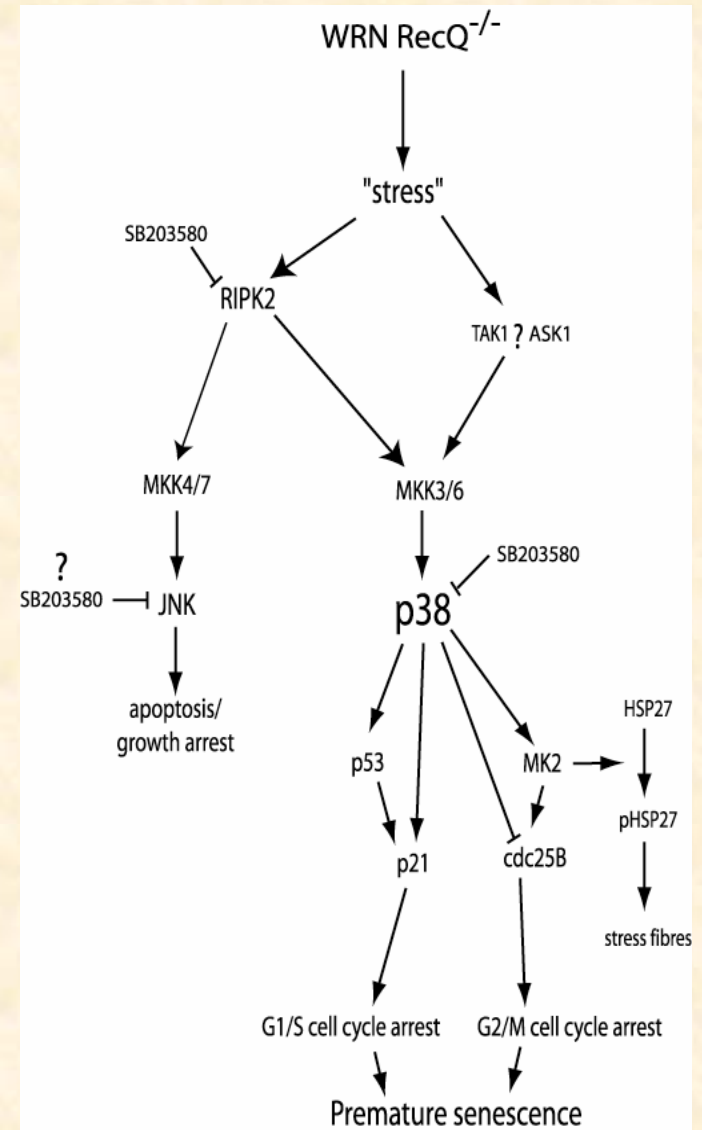 WRN RecQ-/-
"stress"
SB203580
RIPK2
TAK1 ? ASK1
MKK4/7
MKK3/6
?
SB203580
SB203580
JNK
p38
apoptosis/
growth arrest
HSP27
p53
MK2
pHSP27
p21
cdc25B
stress fibres
G1/S cell cycle arrest
G2/M cell cycle arrest
Premature senescence